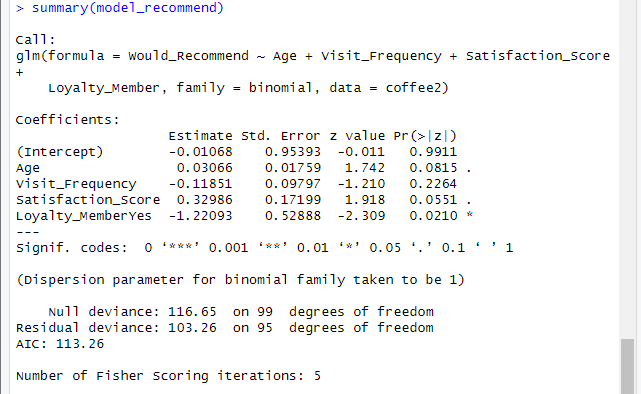 > summary(model_recommend)
Call:
glm(formula = Would_Recommend ~ Age + Visit_Frequency + Satisfaction_Score
+
    Loyalty_Member, family = binomial, data = coffee2)
Coefficients:
                   Estimate Std. Error z value Pr(>|z|)
(Intercept)        -0.01068    0.95393  -0.011   0.9911
Age                 0.03066    0.01759   1.742   0.0815 .
Visit_Frequency    -0.11851    0.09797  -1.210   0.2264
Satisfaction_Score  0.32986    0.17199   1.918   0.0551 .
Loyalty_MemberYes  -1.22093    0.52888  -2.309   0.0210 *
---
Signif. codes:  0 ‘***’ 0.001 ‘**’ 0.01 ‘*’ 0.05 ‘.’ 0.1 ‘ ’ 1
(Dispersion parameter for binomial family taken to be 1)
    Null deviance: 116.65  on 99  degrees of freedom
Residual deviance: 103.26  on 95  degrees of freedom
AIC: 113.26
Number of Fisher Scoring iterations: 5